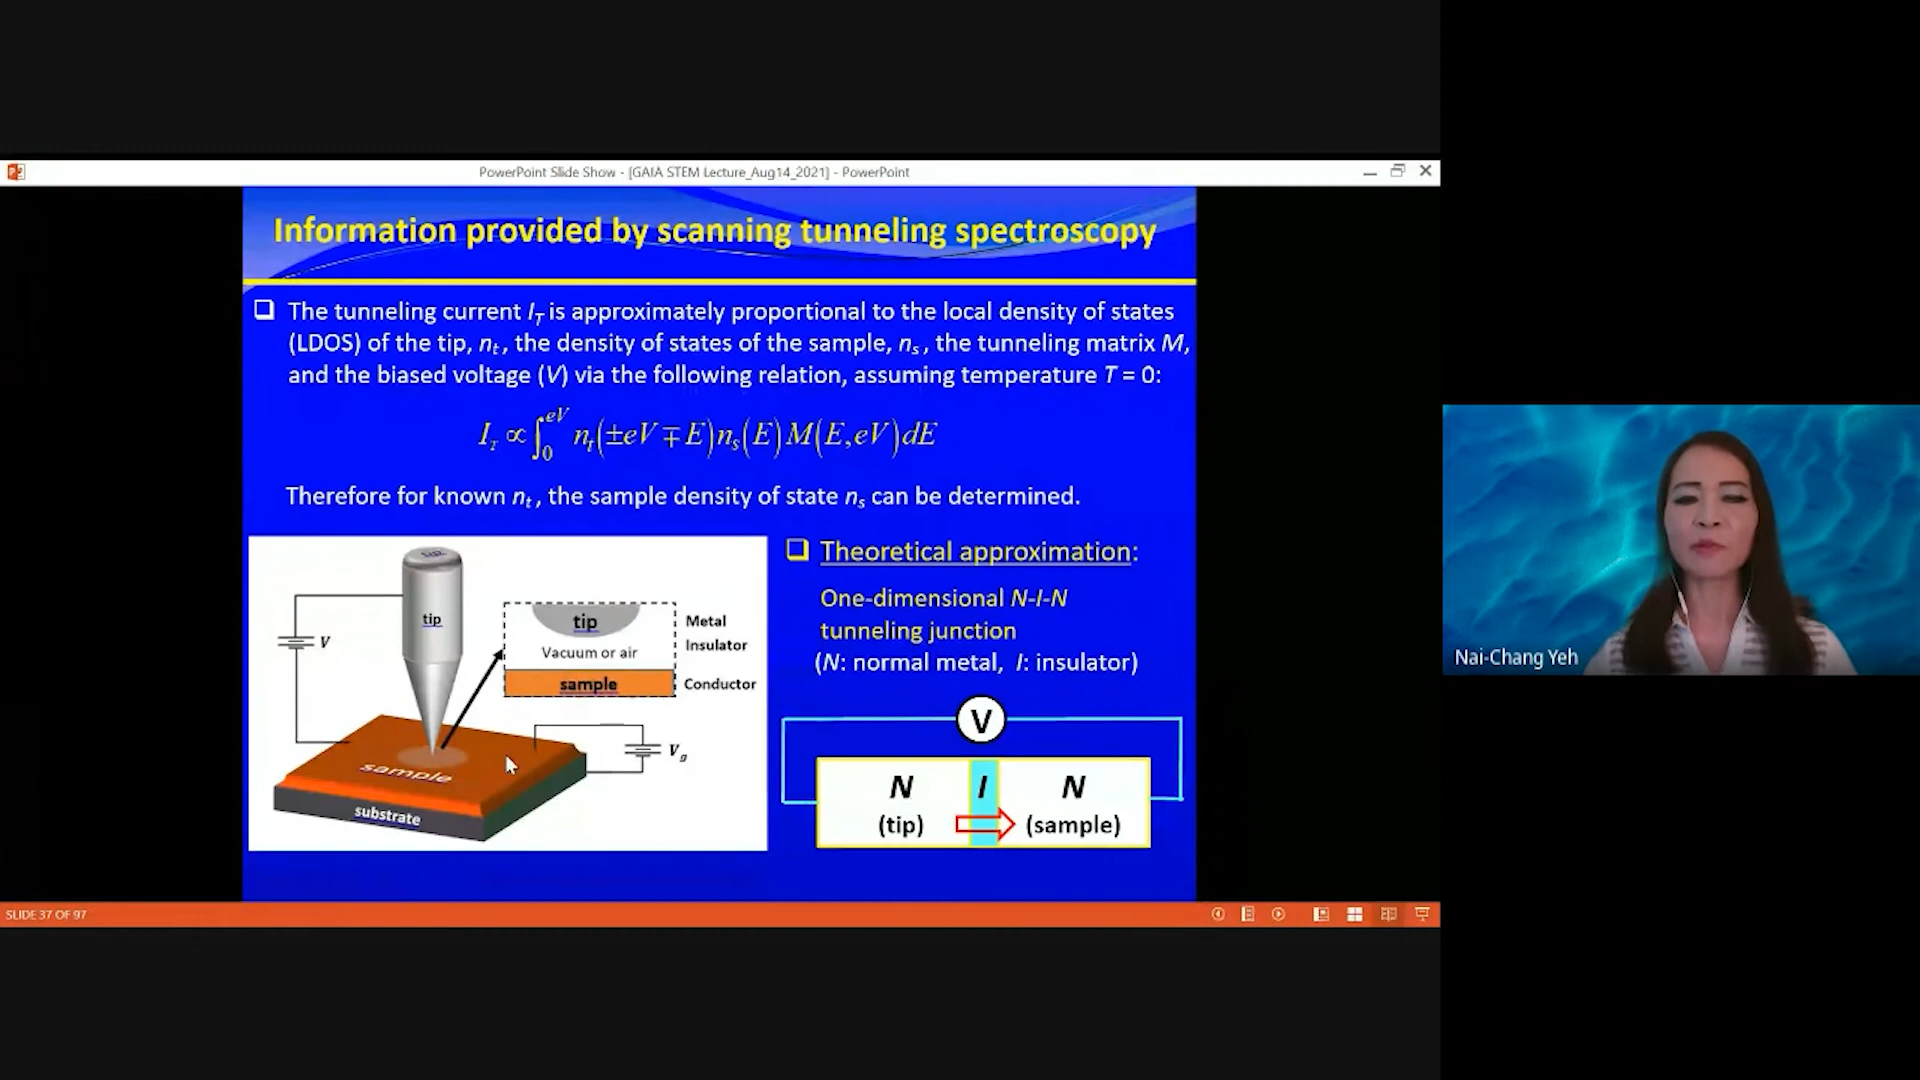 PowerPoint Slide Show - [GAIA STEM Lecture_Aug14_2021] - PowerPoint
Information provided by scanning tunneling spectroscopy
The tunneling current I_T is approximately proportional to the local density of states
(LDOS) of the tip, n_t, the density of states of the sample, n_s, the tunneling matrix M,
and the biased voltage (V) via the following relation, assuming temperature T = 0:
I_T ∝ ∫_0^{eV} n_t(±eV∓E)n_s(E)M(E,eV)dE
Therefore for known n_t, the sample density of state n_s can be determined.
tip
V
sample
substrate
V_g
tip
Vacuum or air
sample
Metal
Insulator
Conductor
Theoretical approximation:
One-dimensional N-I-N
tunneling junction
(N: normal metal, I: insulator)
V
N I N
(tip) (sample)
Nai-Chang Yeh
SLIDE 37 OF 97